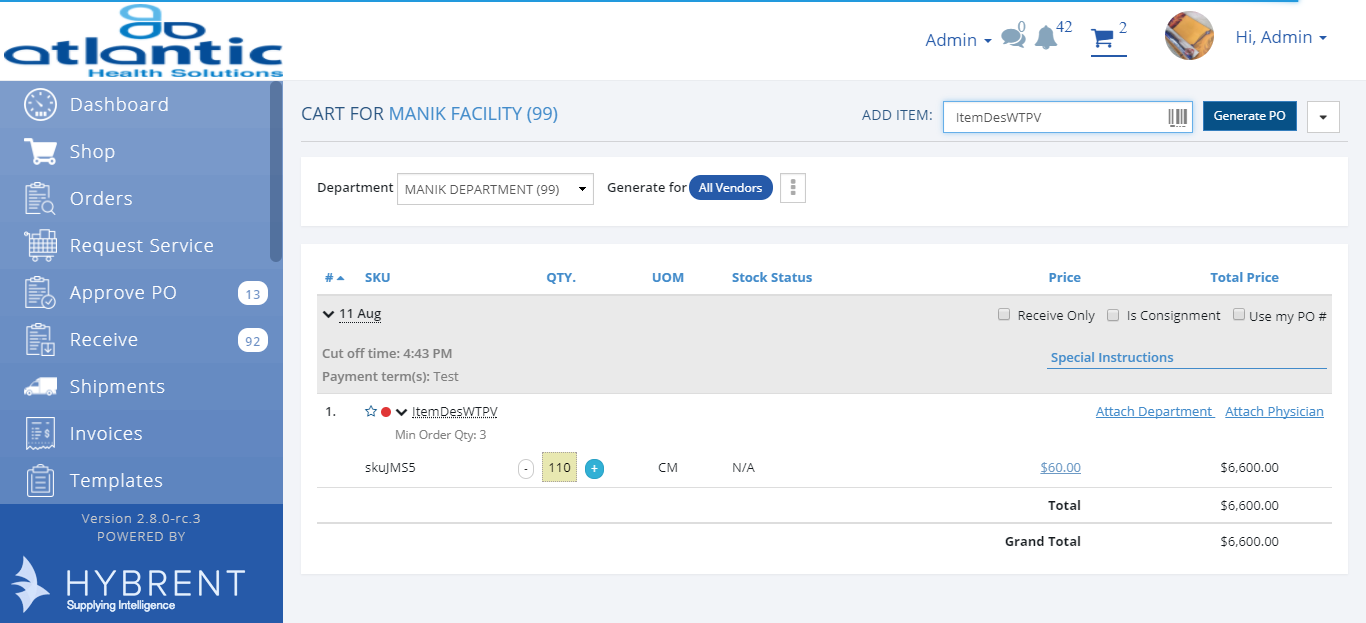 atlantic
Health Solutions
Admin
0
42
2
Hi, Admin
Dashboard
Shop
Orders
Request Service
Approve PO 13
Receive 92
Shipments
Invoices
Templates
Version 2.8.0-rc.3
POWERED BY
HYBRENT
Supplying Intelligence
CART FOR MANIK FACILITY (99)
ADD ITEM: ItemDesWTPV Generate PO
Department MANIK DEPARTMENT (99) Generate for All Vendors
# SKU QTY. UOM Stock Status Price Total Price
11 Aug Receive Only Is Consignment Use my PO #
Cut off time: 4:43 PM
Special Instructions
Payment term(s): Test
1. ItemDesWTPV Attach Department Attach Physician
Min Order Qty: 3
skuJMS5 - 110 + CM N/A $60.00 $6,600.00
Total $6,600.00
Grand Total $6,600.00